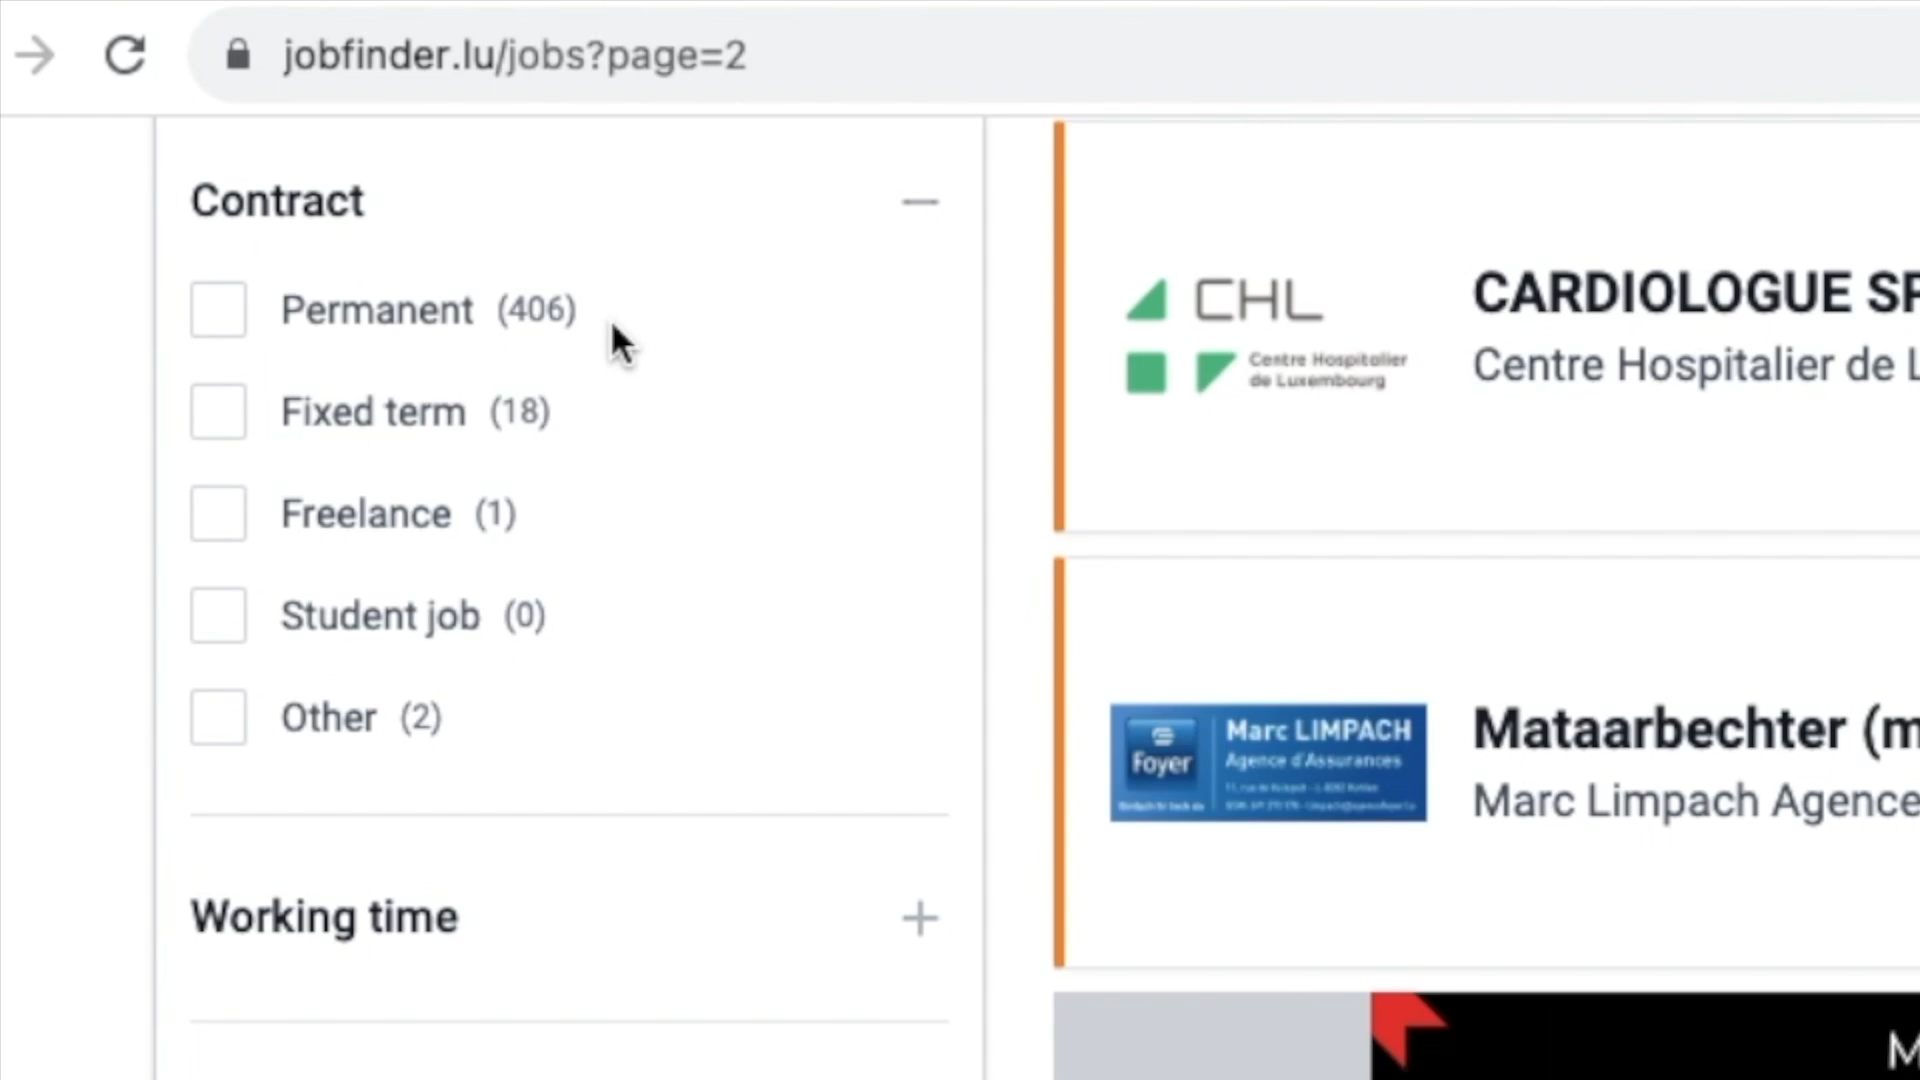 jobfinder.lu/jobs?page=2
Contract
Permanent (406)
Fixed term (18)
Freelance (1)
Student job (0)
Other (2)
Working time
CHL
Centre Hospitalier
de Luxembourg
CARDIOLOGUE SP
Centre Hospitalier de L
Foyer
Marc LIMPACH
Agence d'Assurances
Mataarbechter (m
Marc Limpach Agence
M